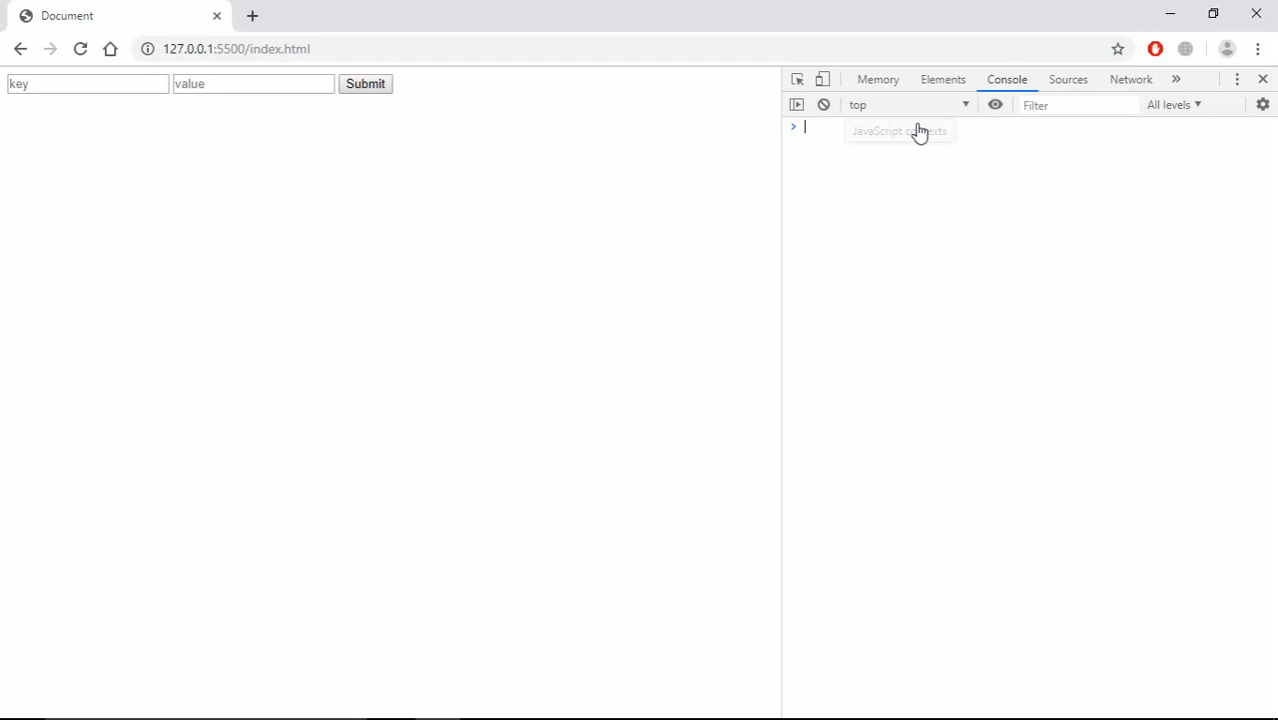 Document
127.0.0.1:5500/index.html
key value Submit
Memory Elements Console Sources Network »
top Filter All levels
JavaScript